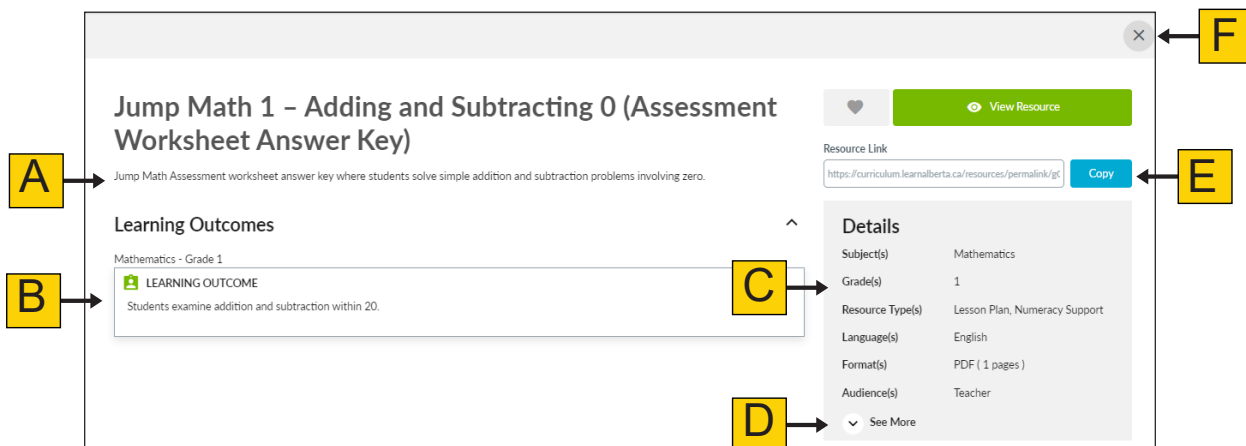 F
Jump Math 1 – Adding and Subtracting 0 (Assessment
Worksheet Answer Key)
View Resource
A
Jump Math Assessment worksheet answer key where students solve simple addition and subtraction problems involving zero.
Resource Link
https://curriculum.learnalberta.ca/resources/permalink/g
Copy
E
Learning Outcomes
Mathematics - Grade 1
B
LEARNING OUTCOME
Students examine addition and subtraction within 20.
Details
Subject(s) Mathematics
C
Grade(s) 1
Resource Type(s) Lesson Plan, Numeracy Support
Language(s) English
Format(s) PDF ( 1 pages )
Audience(s) Teacher
D
See More